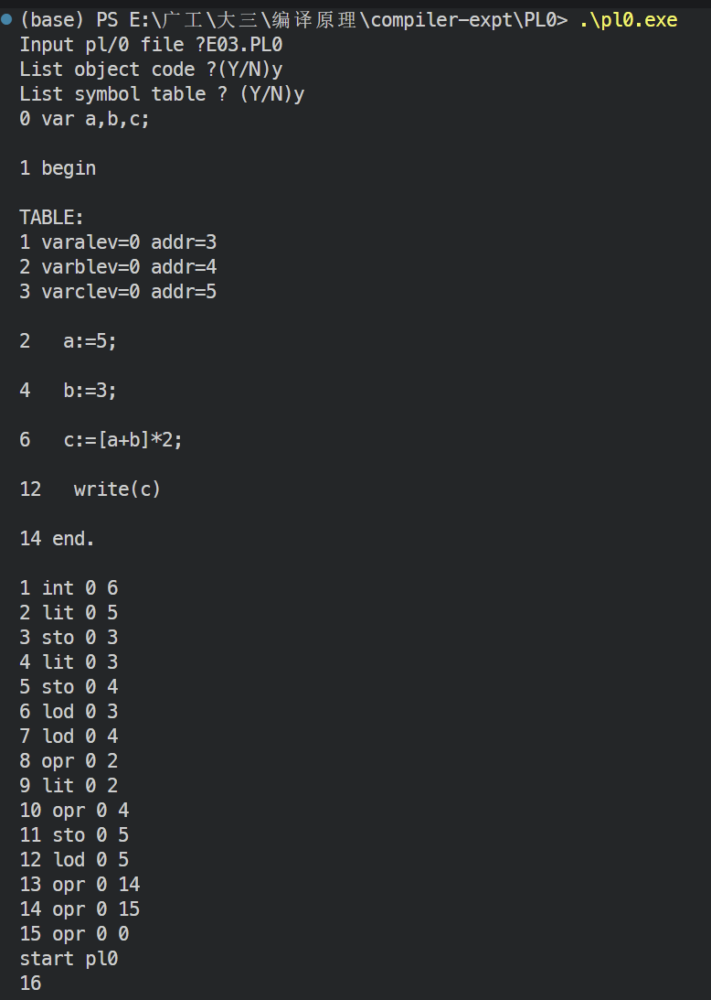 (base) PS E:\广工\大三\编译原理\compiler-expt\PL0> .\pl0.exe
Input pl/0 file ?E03.PL0
List object code ?(Y/N)y
List symbol table ? (Y/N)y
0 var a,b,c;
1 begin
TABLE:
1 varalev=0 addr=3
2 varblev=0 addr=4
3 varclev=0 addr=5
2   a:=5;
4   b:=3;
6   c:=[a+b]*2;
12   write(c)
14 end.
1 int 0 6
2 lit 0 5
3 sto 0 3
4 lit 0 3
5 sto 0 4
6 lod 0 3
7 lod 0 4
8 opr 0 2
9 lit 0 2
10 opr 0 4
11 sto 0 5
12 lod 0 5
13 opr 0 14
14 opr 0 15
15 opr 0 0
start pl0
16